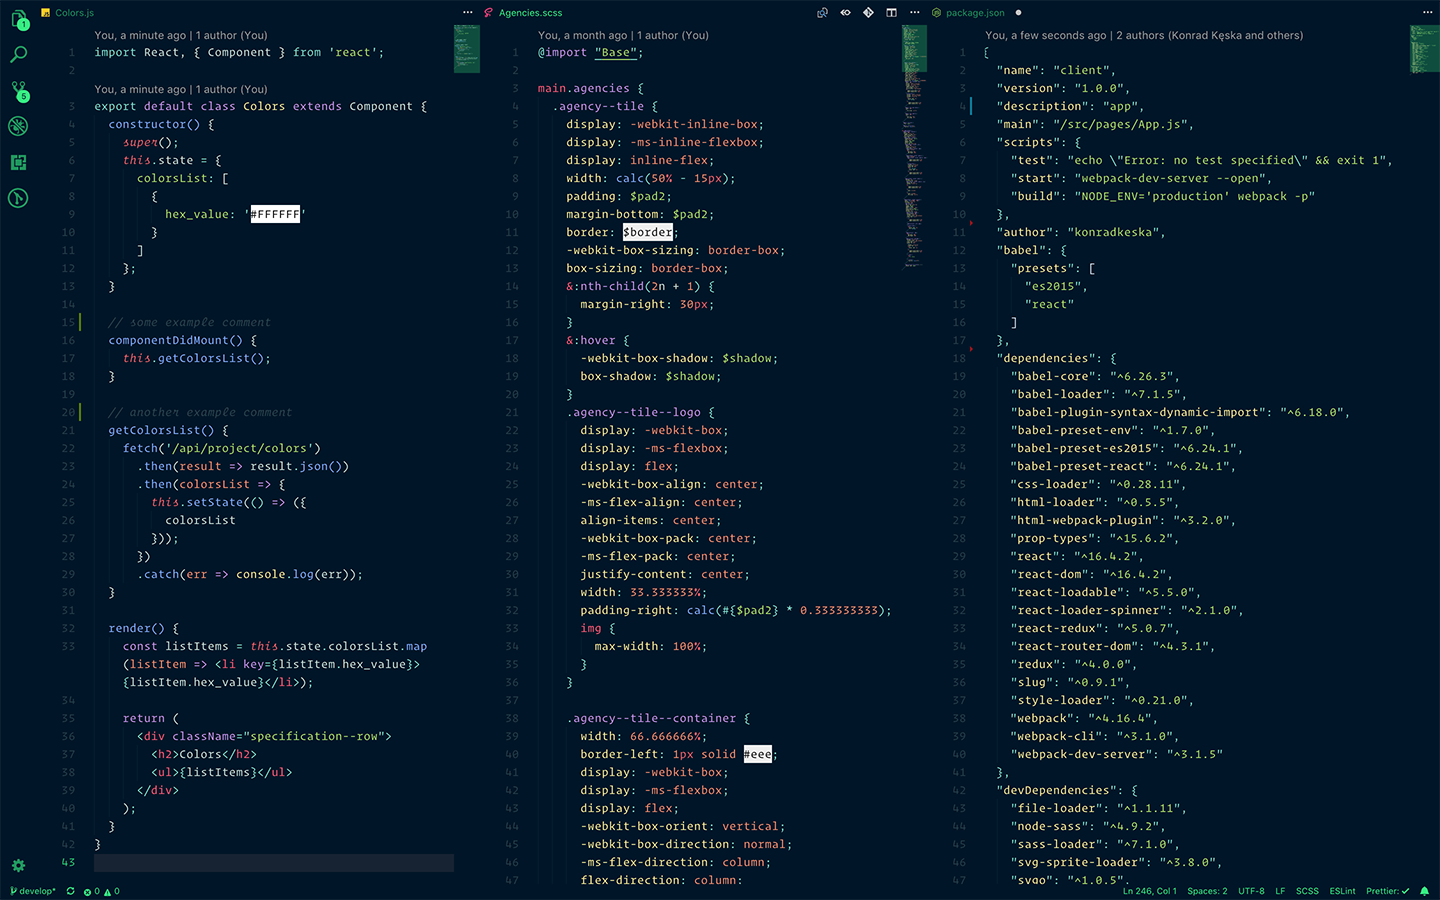 Colors.js
You, a minute ago | 1 author (You)
1 import React, { Component } from 'react';
2
You, a minute ago | 1 author (You)
3 export default class Colors extends Component {
4 constructor() {
5 super();
6 this.state = {
7 colorsList: [
8 {
9 hex_value: '#FFFFFF'
10 }
11 ]
12 };
13 }
14
15 // some example comment
16 componentDidMount() {
17 this.getColorsList();
18 }
19
20 // another example comment
21 getColorsList() {
22 fetch('/api/project/colors')
23 .then(result => result.json())
24 .then(colorsList => {
25 this.setState(() => ({
26 colorsList
27 }));
28 })
29 .catch(err => console.log(err));
30 }
31
32 render() {
33 const listItems = this.state.colorsList.map
(listItem => <li key={listItem.hex_value}>
{listItem.hex_value}</li>);
34
35 return (
36 <div className="specification--row">
37 <h2>Colors</h2>
38 <ul>{listItems}</ul>
39 </div>
40 );
41 }
42 }
43
Agencies.scss
You, a month ago | 1 author (You)
1 @import "Base";
2
3 main.agencies {
4 .agency--tile {
5 display: -webkit-inline-box;
6 display: -ms-inline-flexbox;
7 display: inline-flex;
8 width: calc(50% - 15px);
9 padding: $pad2;
10 margin-bottom: $pad2;
11 border: $border;
12 -webkit-box-sizing: border-box;
13 box-sizing: border-box;
14 &:nth-child(2n + 1) {
15 margin-right: 30px;
16 }
17 &:hover {
18 -webkit-box-shadow: $shadow;
19 box-shadow: $shadow;
20 }
21 .agency--tile--logo {
22 display: -webkit-box;
23 display: -ms-flexbox;
24 display: flex;
25 -webkit-box-align: center;
26 -ms-flex-align: center;
27 align-items: center;
28 -webkit-box-pack: center;
29 -ms-flex-pack: center;
30 justify-content: center;
31 width: 33.333333%;
32 padding-right: calc(#{$pad2} * 0.333333333);
33 img {
34 max-width: 100%;
35 }
36 }
37
38 .agency--tile--container {
39 width: 66.666666%;
40 border-left: 1px solid #eee;
41 display: -webkit-box;
42 display: -ms-flexbox;
43 display: flex;
44 -webkit-box-orient: vertical;
45 -webkit-box-direction: normal;
46 -ms-flex-direction: column;
47 flex-direction: column;
package.json
You, a few seconds ago | 2 authors (Konrad Kęska and others)
1 {
2 "name": "client",
3 "version": "1.0.0",
4 "description": "app",
5 "main": "/src/pages/App.js",
6 "scripts": {
7 "test": "echo \"Error: no test specified\" && exit 1",
8 "start": "webpack-dev-server --open",
9 "build": "NODE_ENV='production' webpack -p"
10 },
11 "author": "konradkeska",
12 "babel": {
13 "presets": [
14 "es2015",
15 "react"
16 ]
17 },
18 "dependencies": {
19 "babel-core": "^6.26.3",
20 "babel-loader": "^7.1.5",
21 "babel-plugin-syntax-dynamic-import": "^6.18.0",
22 "babel-preset-env": "^1.7.0",
23 "babel-preset-es2015": "^6.24.1",
24 "babel-preset-react": "^6.24.1",
25 "css-loader": "^0.28.11",
26 "html-loader": "^0.5.5",
27 "html-webpack-plugin": "^3.2.0",
28 "prop-types": "^15.6.2",
29 "react": "^16.4.2",
30 "react-dom": "^16.4.2",
31 "react-loadable": "^5.5.0",
32 "react-loader-spinner": "^2.1.0",
33 "react-redux": "^5.0.7",
34 "react-router-dom": "^4.3.1",
35 "redux": "^4.0.0",
36 "slug": "^0.9.1",
37 "style-loader": "^0.21.0",
38 "webpack": "^4.16.4",
39 "webpack-cli": "^3.1.0",
40 "webpack-dev-server": "^3.1.5"
41 },
42 "devDependencies": {
43 "file-loader": "^1.1.11",
44 "node-sass": "^4.9.2",
45 "sass-loader": "^7.1.0",
46 "svg-sprite-loader": "^3.8.0",
47 "svgo": "^1.0.5",
1
5
develop* 0 0
Ln 246, Col 1 Spaces: 2 UTF-8 LF SCSS ESLint Prettier: ✓